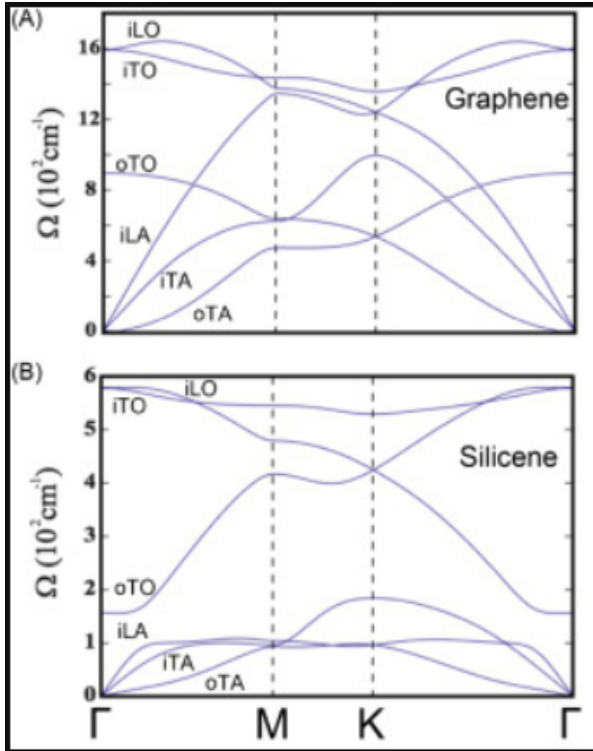 (A)
iLO
16
iTO
12
Graphene
Ω (10²cm⁻¹)
oTO
8
iLA
4
iTA
oTA
0
(B)
6
iLO
iTO
5
Silicene
4
Ω (10²cm⁻¹)
3
2
oTO
iLA
1
iTA
oTA
0
Γ M K Γ